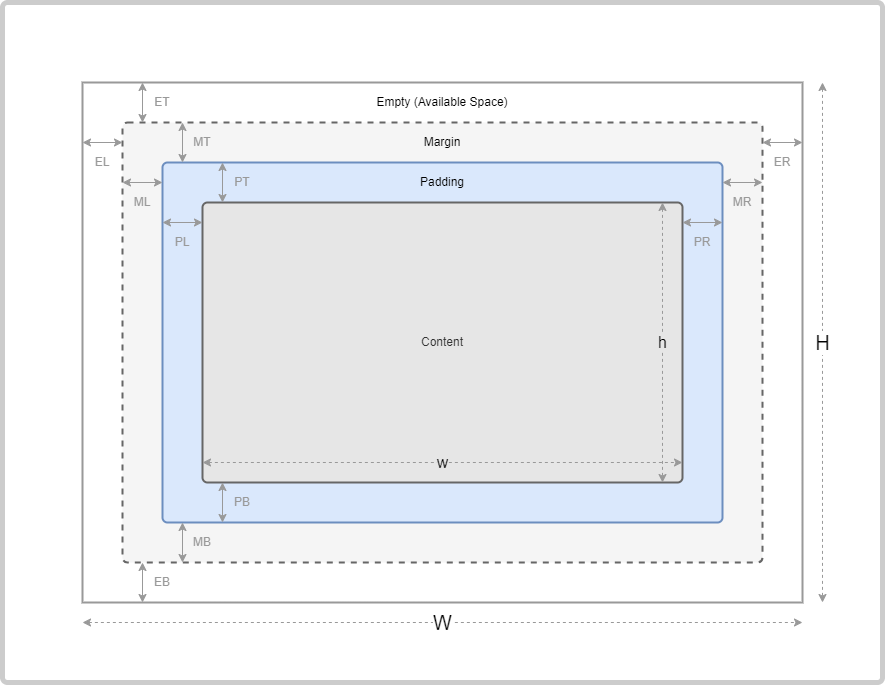 ET
Empty (Available Space)
MT
Margin
EL
ER
PT
Padding
ML
MR
PL
PR
Content
h
H
w
PB
MB
EB
W